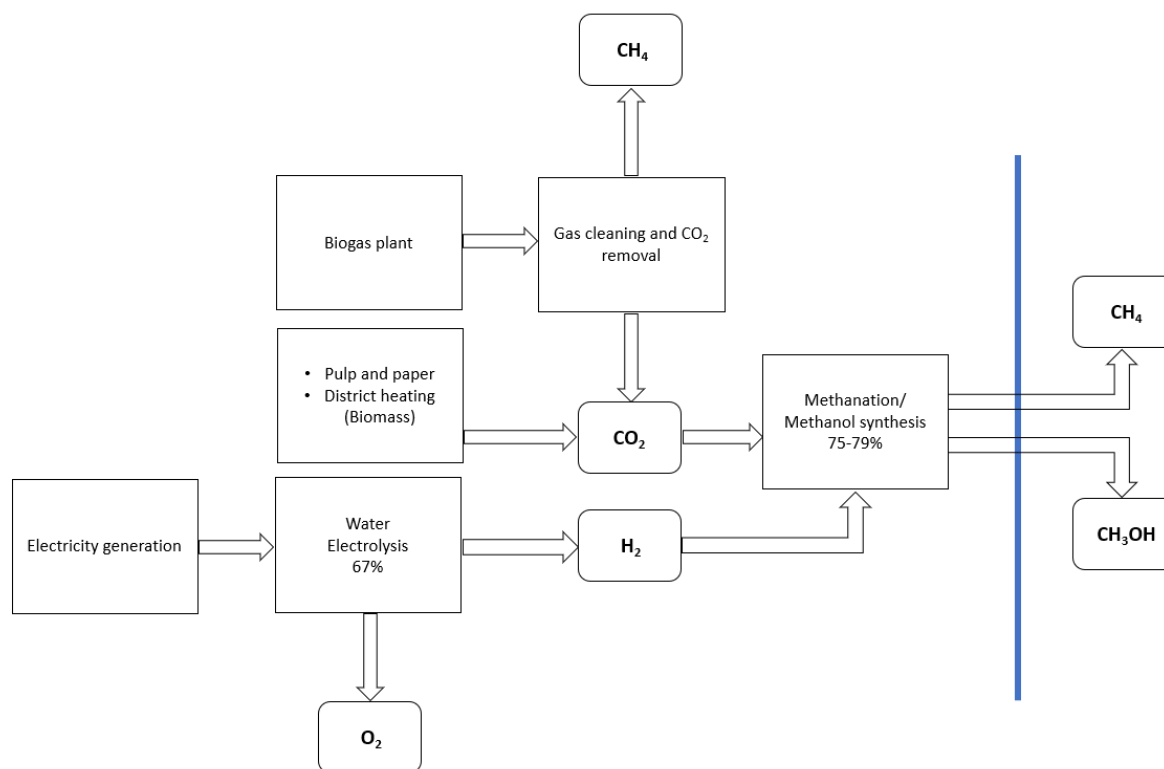 CH₄
Biogas plant
Gas cleaning and CO₂
removal
• Pulp and paper
• District heating
(Biomass)
CO₂
Methanation/
Methanol synthesis
75-79%
CH₄
Electricity generation
Water
Electrolysis
67%
H₂
CH₃OH
O₂